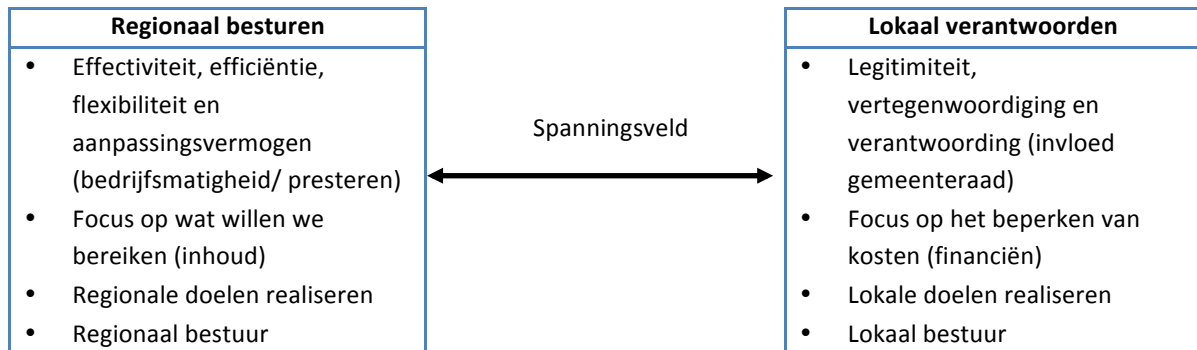 Regionaal besturen
• Effectiviteit, efficiëntie,
flexibiliteit en
aanpassingsvermogen
(bedrijfsmatigheid/ presteren)
• Focus op wat willen we
bereiken (inhoud)
• Regionale doelen realiseren
• Regionaal bestuur
Spanningsveld
Lokaal verantwoorden
• Legitimiteit,
vertegenwoordiging en
verantwoording (invloed
gemeenteraad)
• Focus op het beperken van
kosten (financiën)
• Lokale doelen realiseren
• Lokaal bestuur